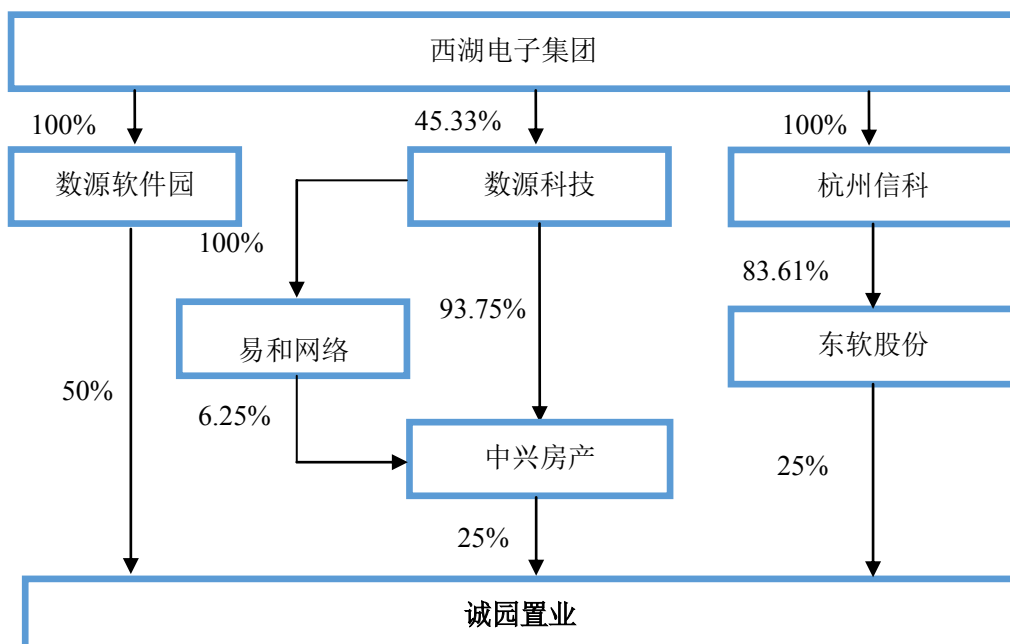 西湖电子集团
100%
45.33%
100%
数源软件园
数源科技
杭州信科
100%
83.61%
93.75%
易和网络
东软股份
50%
6.25%
中兴房产
25%
25%
诚园置业